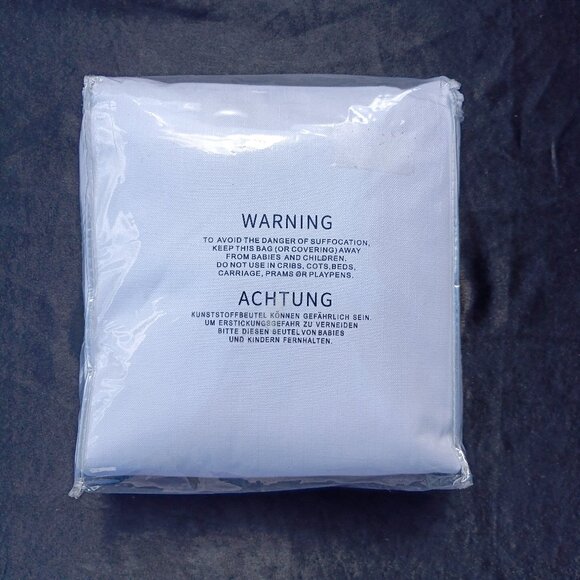 WARNING
TO AVOID THE DANGER OF SUFFOCATION,
KEEP THIS BAG (OR COVERING) AWAY
FROM BABIES AND CHILDREN.
DO NOT USE IN CRIBS, COTS,BEDS,
CARRIAGE, PRAMS ØR PLAYPENS.
ACHTUNG
KUNSTSTOFFBEUTEL KÖNNEN GEFÄHRLICH SEIN.
UM ERSTICKUNGSGEFAHR ZU VERNEIDEN
BITTE DIESEN BEUTEL VON BABIES
UND KINDERN FERNHALTEN.